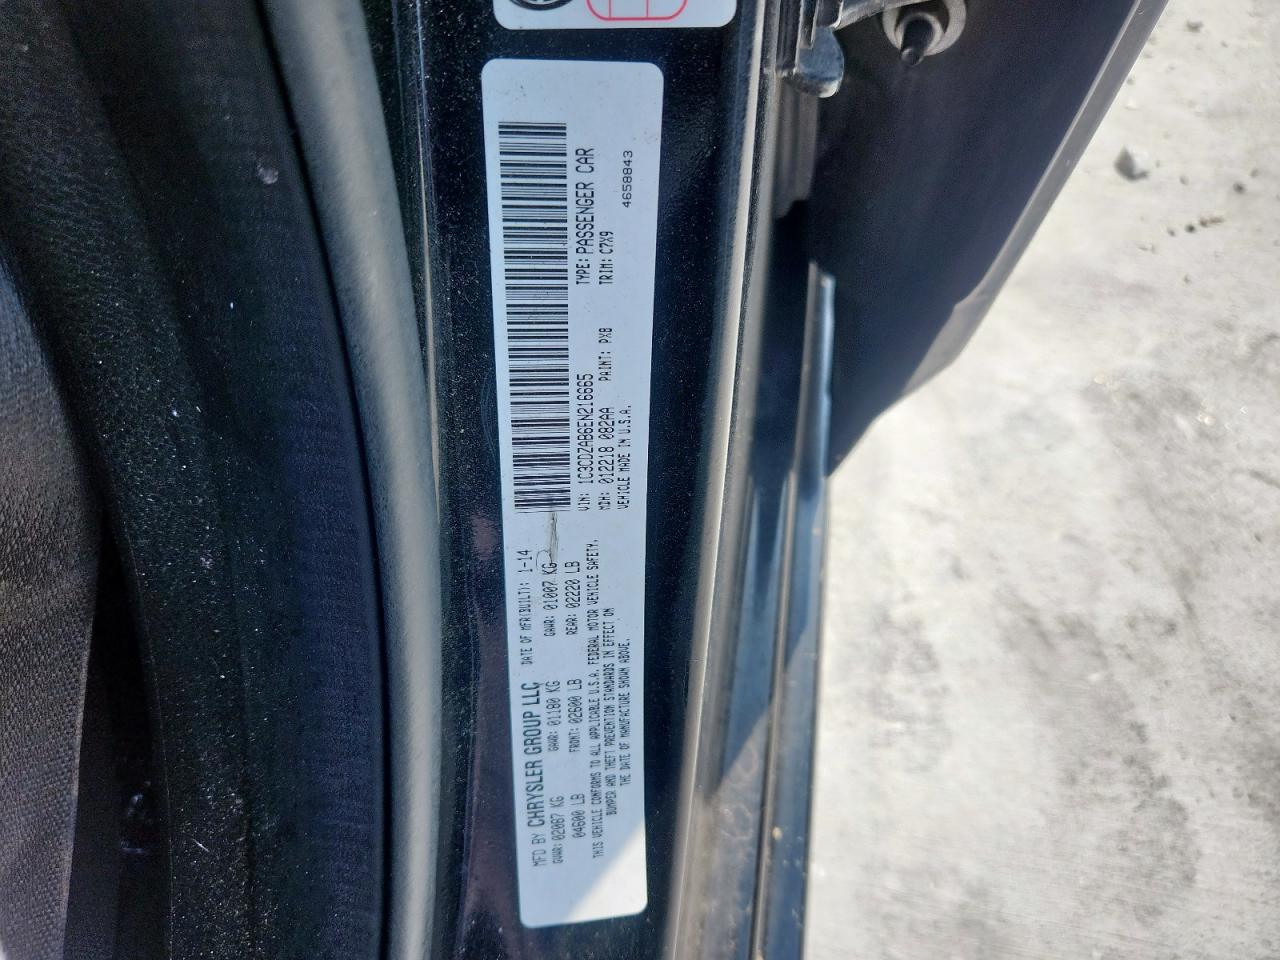 MFD BY CHRYSLER GROUP LLC
DATE OF MFR(BUILT): 1-14
GVWR: 02087 KG
GAWR: 01180 KG
GAWR: 01007 KG
04600 LB
FRONT: 02600 LB
REAR: 02220 LB
THIS VEHICLE CONFORMS TO ALL APPLICABLE U.S.A. FEDERAL MOTOR VEHICLE SAFETY,
BUMPER AND THEFT PREVENTION STANDARDS IN EFFECT ON
THE DATE OF MANUFACTURE SHOWN ABOVE.
VIN: 1C3CDZAB6EN216665
TYPE: PASSENGER CAR
MDH: 012218 082AA
PAINT: PX8
TRIM: C7X9
VEHICLE MADE IN U.S.A.
4658843